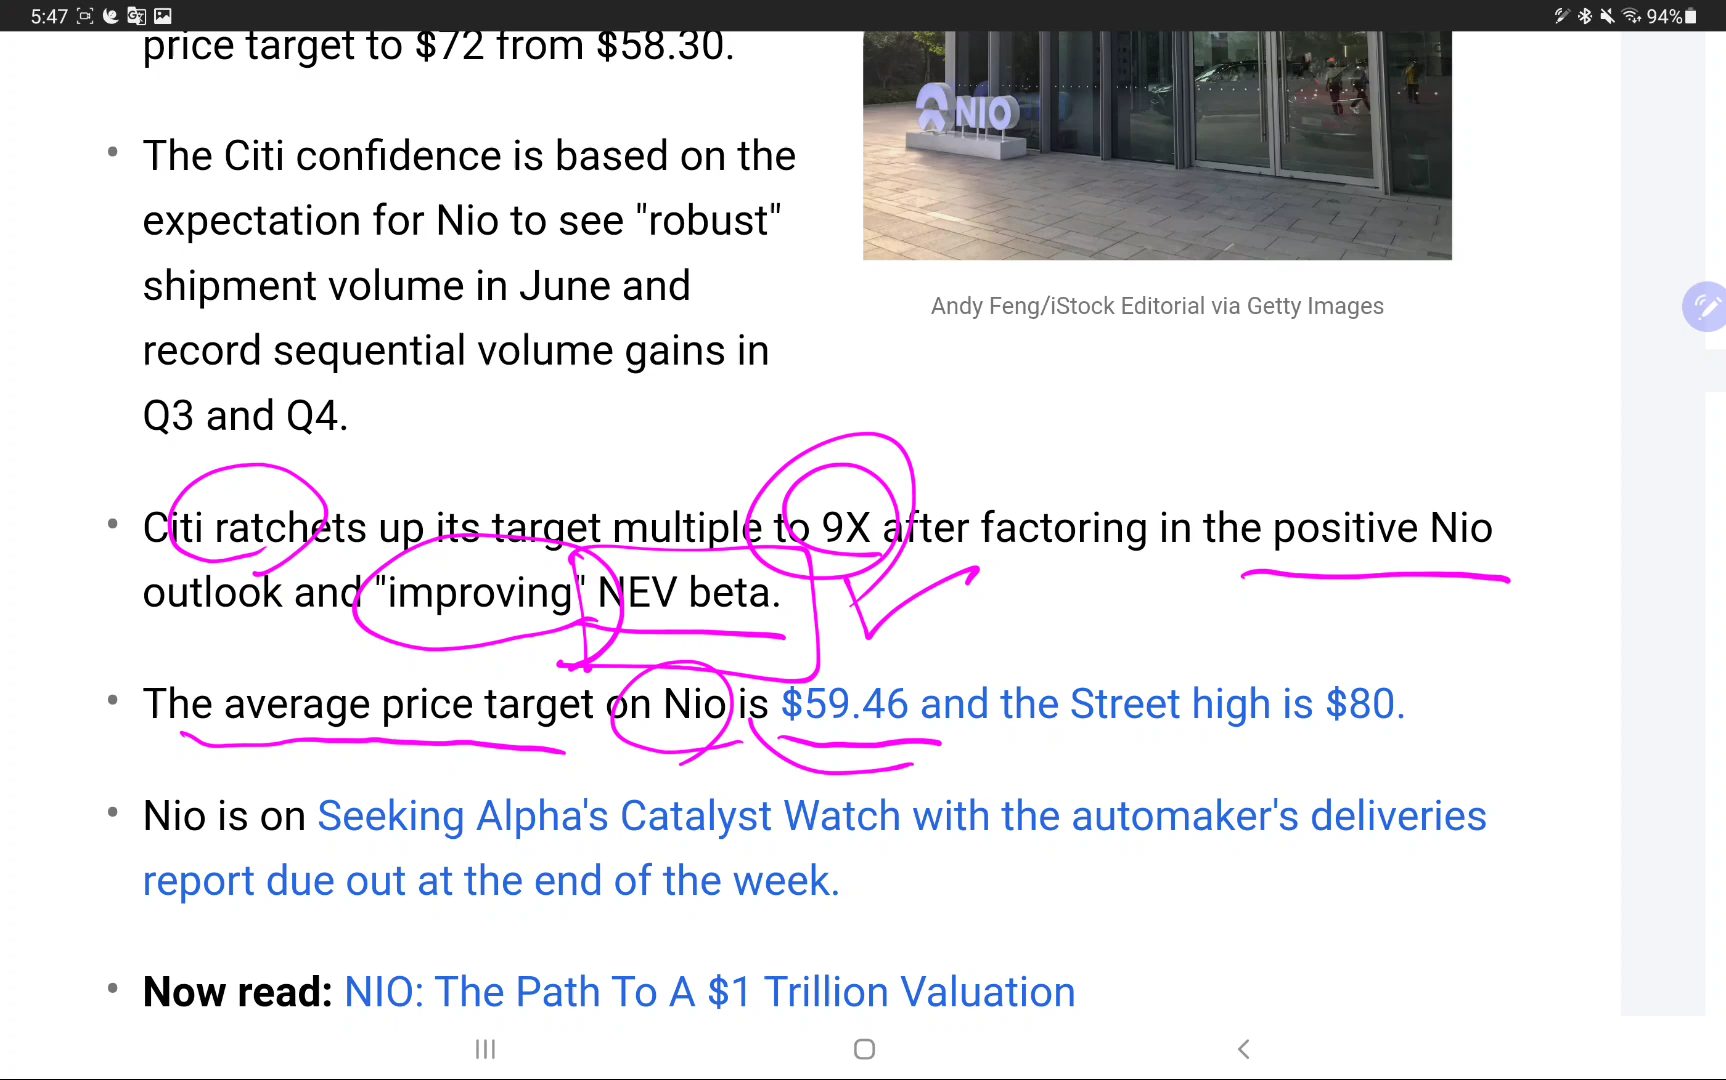 5:47
94%
price target to $72 from $58.30.
NIO
The Citi confidence is based on the
expectation for Nio to see "robust"
shipment volume in June and
record sequential volume gains in
Q3 and Q4.
Andy Feng/iStock Editorial via Getty Images
Citi ratchets up its target multiple to 9X after factoring in the positive Nio
outlook and "improving" NEV beta.
The average price target on Nio is $59.46 and the Street high is $80.
Nio is on Seeking Alpha's Catalyst Watch with the automaker's deliveries
report due out at the end of the week.
Now read: NIO: The Path To A $1 Trillion Valuation